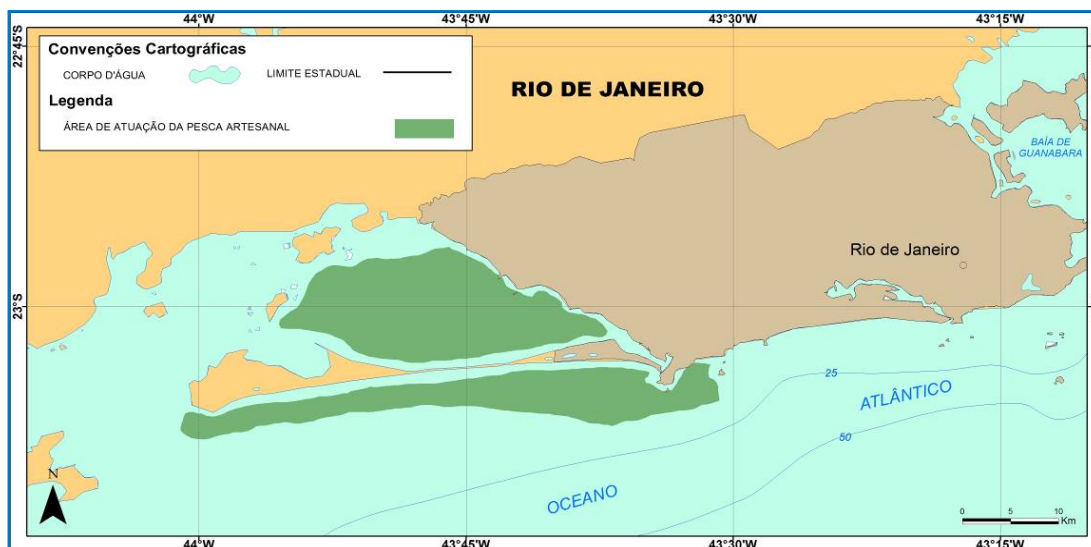 44°W 43°45'W 43°30'W 43°15'W
22°45'S
Convenções Cartográficas
CORPO D'ÁGUA LIMITE ESTADUAL
Legenda
ÁREA DE ATUAÇÃO DA PESCA ARTESANAL
RIO DE JANEIRO
BAÍA DE
GUANABARA
Rio de Janeiro
23°S
25
ATLÂNTICO
50
OCEANO
N
0 5 10
Km
44°W 43°45'W 43°30'W 43°15'W